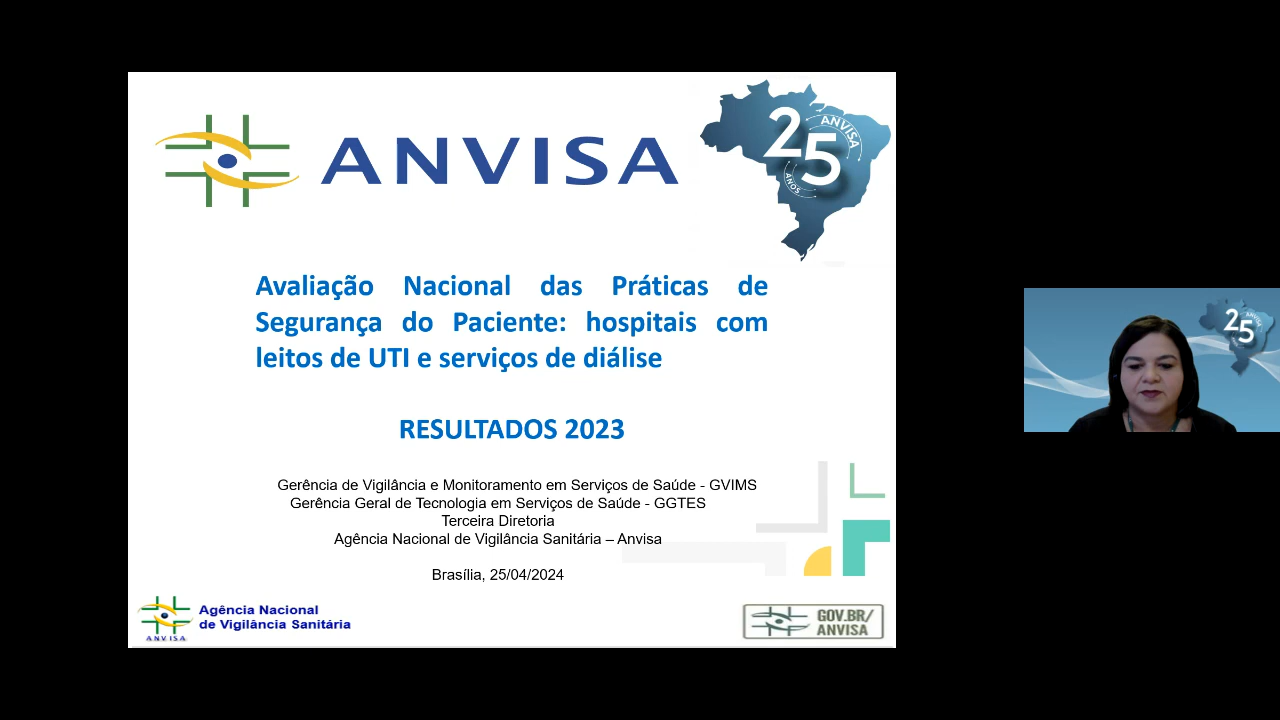 ANVISA
25
ANVISA
ANOS
Avaliação Nacional das Práticas de
Segurança do Paciente: hospitais com
leitos de UTI e serviços de diálise
RESULTADOS 2023
Gerência de Vigilância e Monitoramento em Serviços de Saúde - GVIMS
Gerência Geral de Tecnologia em Serviços de Saúde - GGTES
Terceira Diretoria
Agência Nacional de Vigilância Sanitária – Anvisa
Brasília, 25/04/2024
ANVISA
Agência Nacional
de Vigilância Sanitária
GOV.BR/
ANVISA
25
ANVISA